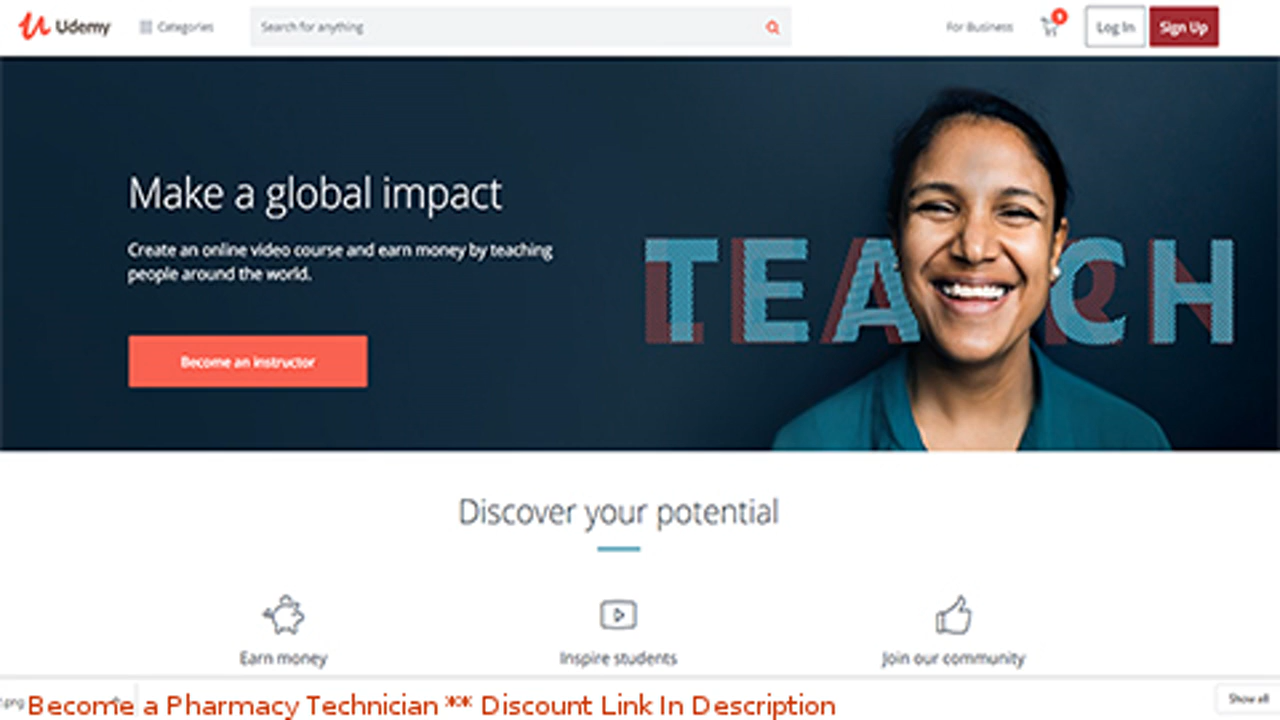 Udemy
Categories
Search for anything
For Business
Log In
Sign Up
Make a global impact
Create an online video course and earn money by teaching
people around the world.
Become an instructor
TEACH
Discover your potential
Earn money
Inspire students
Join our community
.png
Show all
Become a Pharmacy Technician ** Discount Link In Description